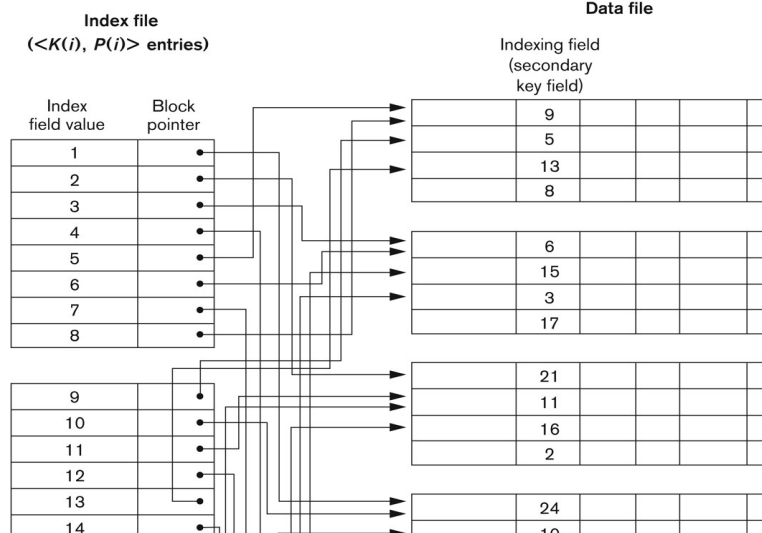 Index file
(<K(i), P(i)> entries)
Data file
Indexing field
(secondary
key field)
Index
field value
Block
pointer
1
2
3
4
5
6
7
8
9
10
11
12
13
14
9
5
13
8
6
15
3
17
21
11
16
2
24
10